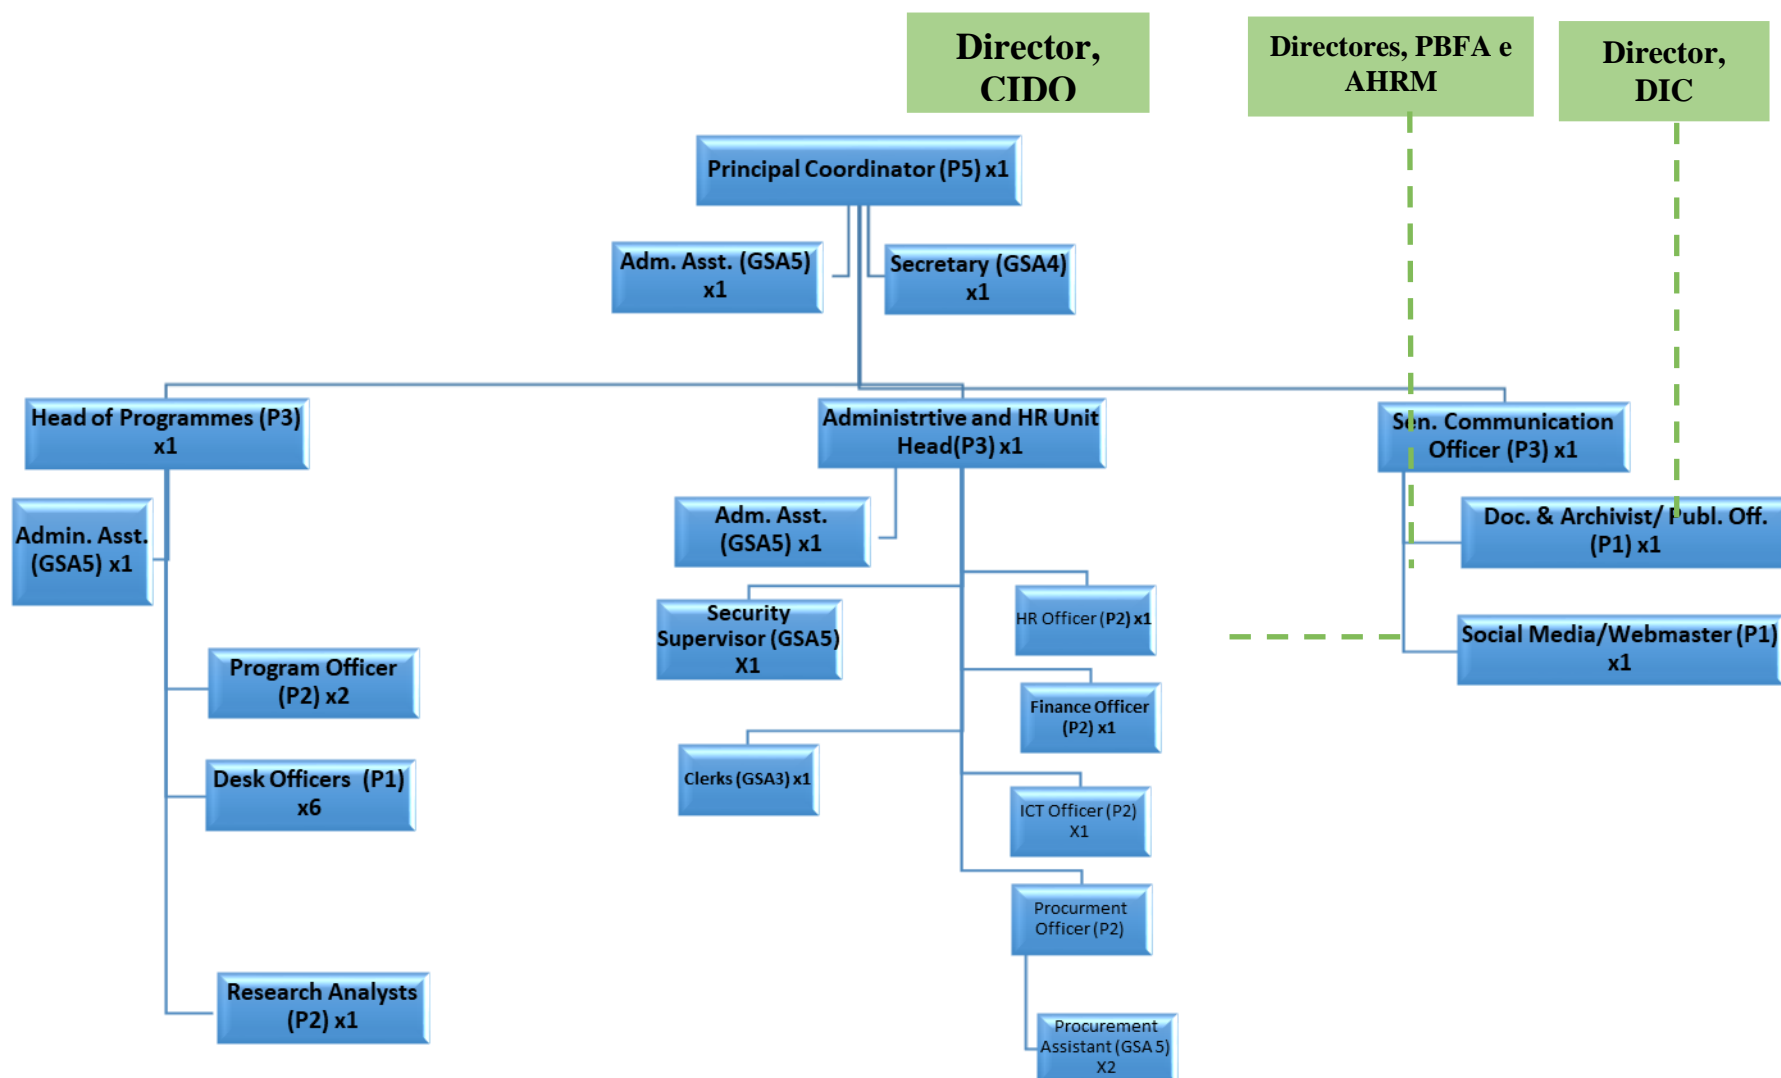 Director,
CIDO
Directores, PBFA e
AHRM
Director,
DIC
Principal Coordinator (P5) x1
Adm. Asst. (GSA5)
x1
Secretary (GSA4)
x1
Head of Programmes (P3)
x1
Administrtive and HR Unit
Head(P3) x1
Sen. Communication
Officer (P3) x1
Admin. Asst.
(GSA5) x1
Adm. Asst.
(GSA5) x1
Doc. & Archivist/ Publ. Off.
(P1) x1
Security
Supervisor (GSA5)
X1
HR Officer (P2) x1
Social Media/Webmaster (P1)
x1
Program Officer
(P2) x2
Finance Officer
(P2) x1
Desk Officers (P1)
x6
Clerks (GSA3) x1
ICT Officer (P2)
X1
Procurment
Officer (P2)
Research Analysts
(P2) x1
Procurement
Assistant (GSA 5)
X2